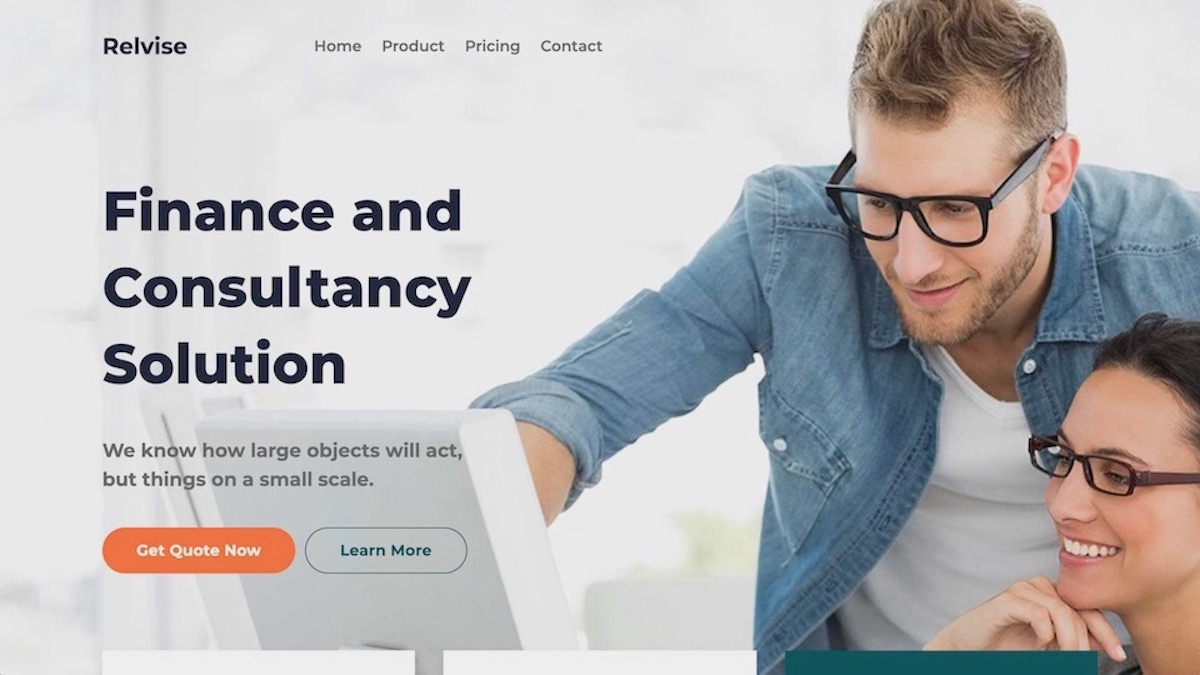 Relvise
Home Product Pricing Contact
Finance and
Consultancy
Solution
We know how large objects will act,
but things on a small scale.
Get Quote Now Learn More